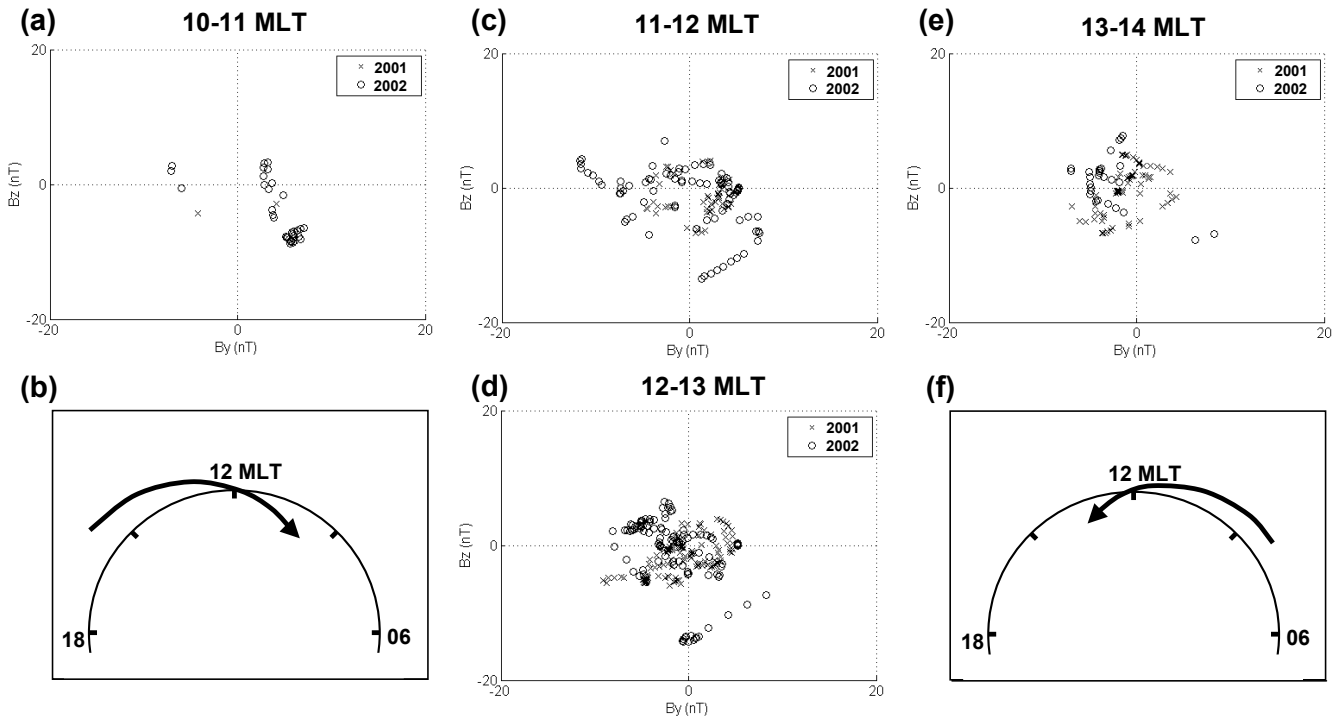 (a)
10-11 MLT
20
0
-20
-20
0
20
Bz (nT)
By (nT)
2001
2002
(c)
11-12 MLT
20
0
-20
-20
0
20
Bz (nT)
By (nT)
2001
2002
(e)
13-14 MLT
20
0
-20
-20
0
20
Bz (nT)
By (nT)
2001
2002
(b)
12 MLT
18
06
(d)
12-13 MLT
20
0
-20
-20
0
20
Bz (nT)
By (nT)
2001
2002
(f)
12 MLT
18
06